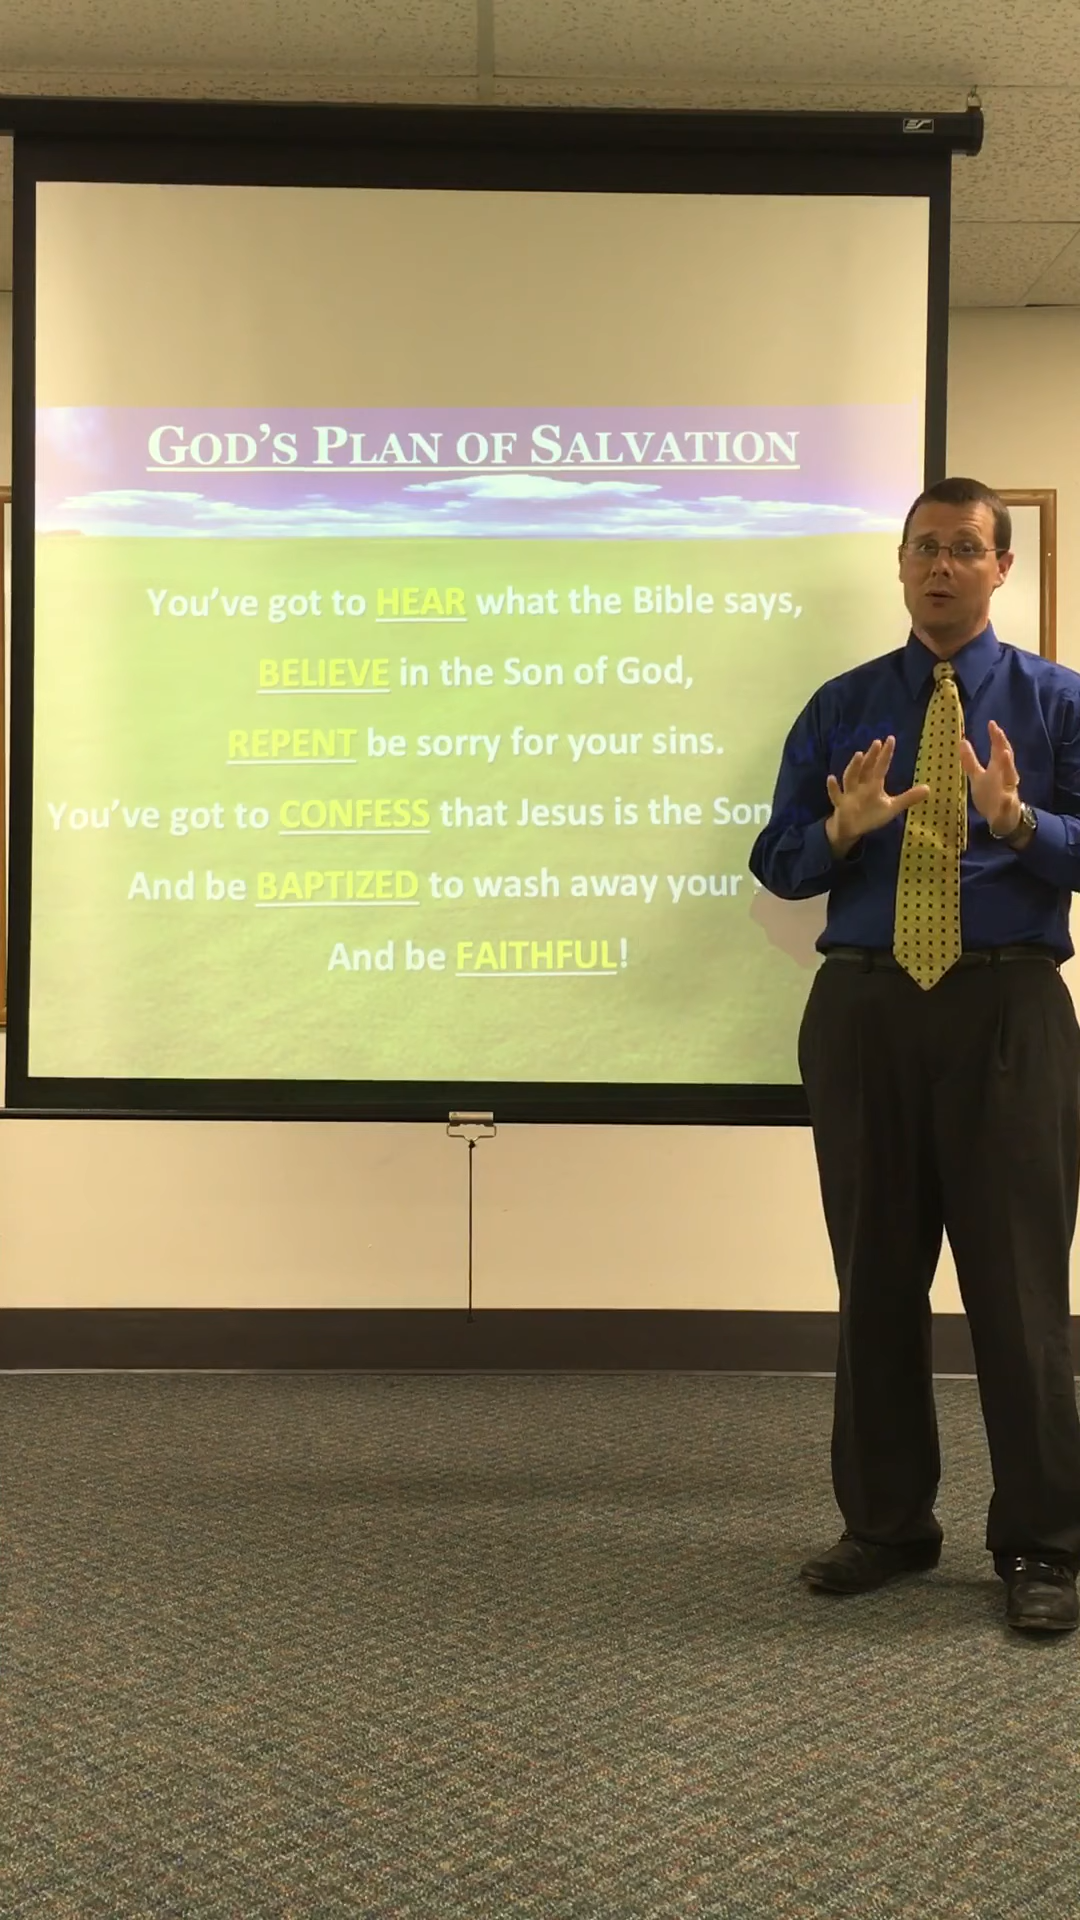 GOD'S PLAN OF SALVATION
You've got to HEAR what the Bible says,
BELIEVE in the Son of God,
REPENT be sorry for your sins.
You've got to CONFESS that Jesus is the Son
And be BAPTIZED to wash away your
And be FAITHFUL!